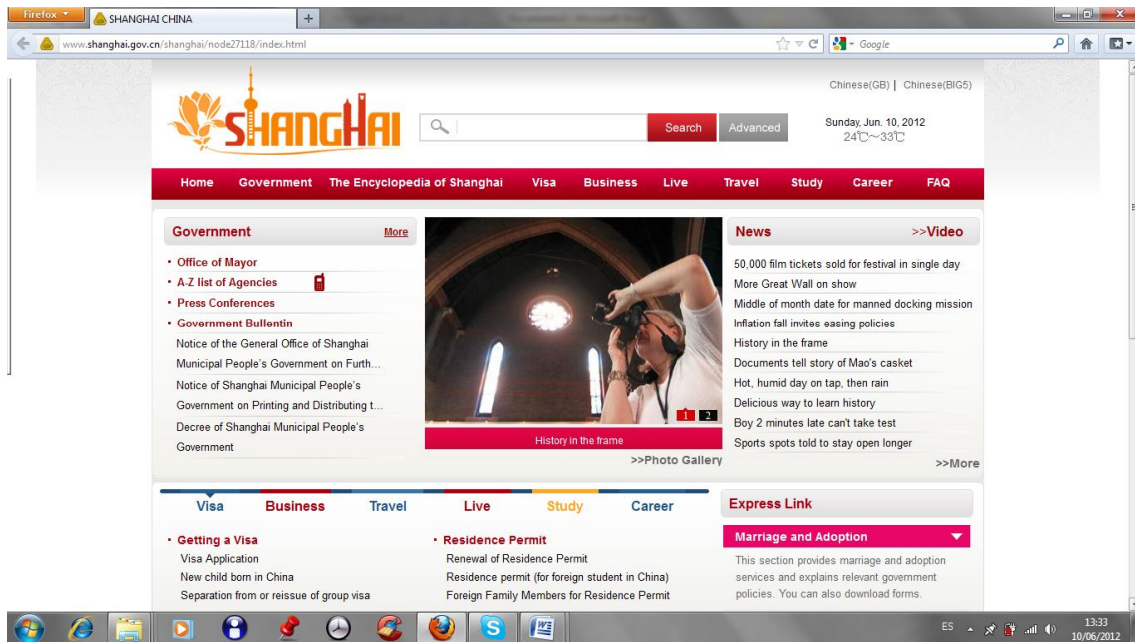 Firefox
SHANGHAI CHINA
www.shanghai.gov.cn/shanghai/node27118/index.html
Google
Chinese(GB) | Chinese(BIG5)
SHANGHAI
Search
Advanced
Sunday, Jun. 10, 2012
24℃~33℃
Home Government The Encyclopedia of Shanghai Visa Business Live Travel Study Career FAQ
Government More
• Office of Mayor
• A-Z list of Agencies
• Press Conferences
• Government Bullentin
Notice of the General Office of Shanghai
Municipal People's Government on Furth...
Notice of Shanghai Municipal People's
Government on Printing and Distributing t...
Decree of Shanghai Municipal People's
Government
1 2
History in the frame
>>Photo Gallery
News >>Video
50,000 film tickets sold for festival in single day
More Great Wall on show
Middle of month date for manned docking mission
Inflation fall invites easing policies
History in the frame
Documents tell story of Mao's casket
Hot, humid day on tap, then rain
Delicious way to learn history
Boy 2 minutes late can't take test
Sports spots told to stay open longer
>>More
Visa Business Travel Live Study Career
• Getting a Visa
Visa Application
New child born in China
Separation from or reissue of group visa
• Residence Permit
Renewal of Residence Permit
Residence permit (for foreign student in China)
Foreign Family Members for Residence Permit
Express Link
Marriage and Adoption
This section provides marriage and adoption
services and explains relevant government
policies. You can also download forms.
ES
13:33
10/06/2012